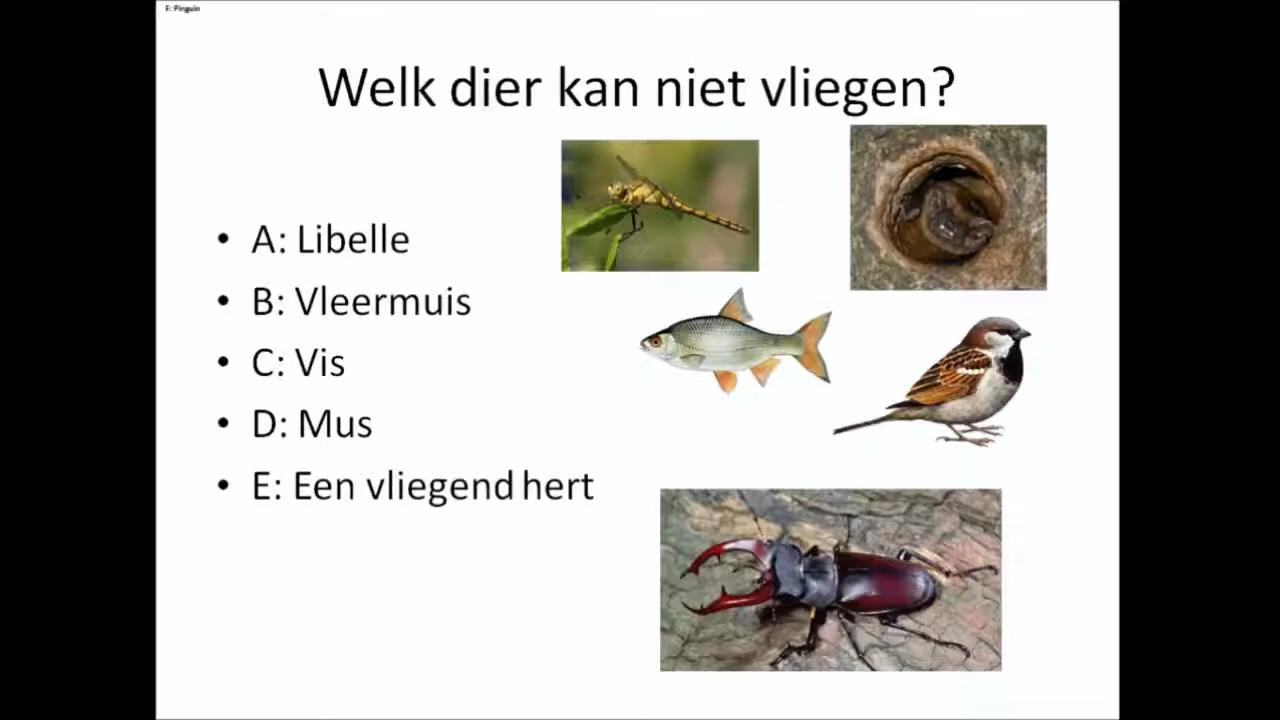 F: Pinguin
Welk dier kan niet vliegen?
• A: Libelle
• B: Vleermuis
• C: Vis
• D: Mus
• E: Een vliegend hert